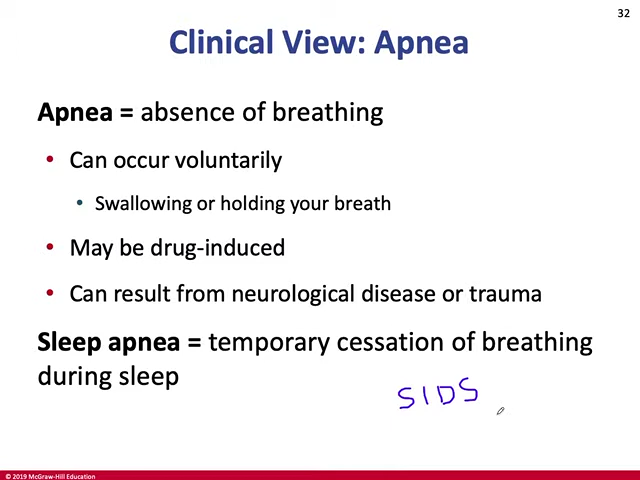 32
Clinical View: Apnea
Apnea = absence of breathing
• Can occur voluntarily
• Swallowing or holding your breath
• May be drug-induced
• Can result from neurological disease or trauma
Sleep apnea = temporary cessation of breathing
during sleep
SIDS
© 2019 McGraw-Hill Education